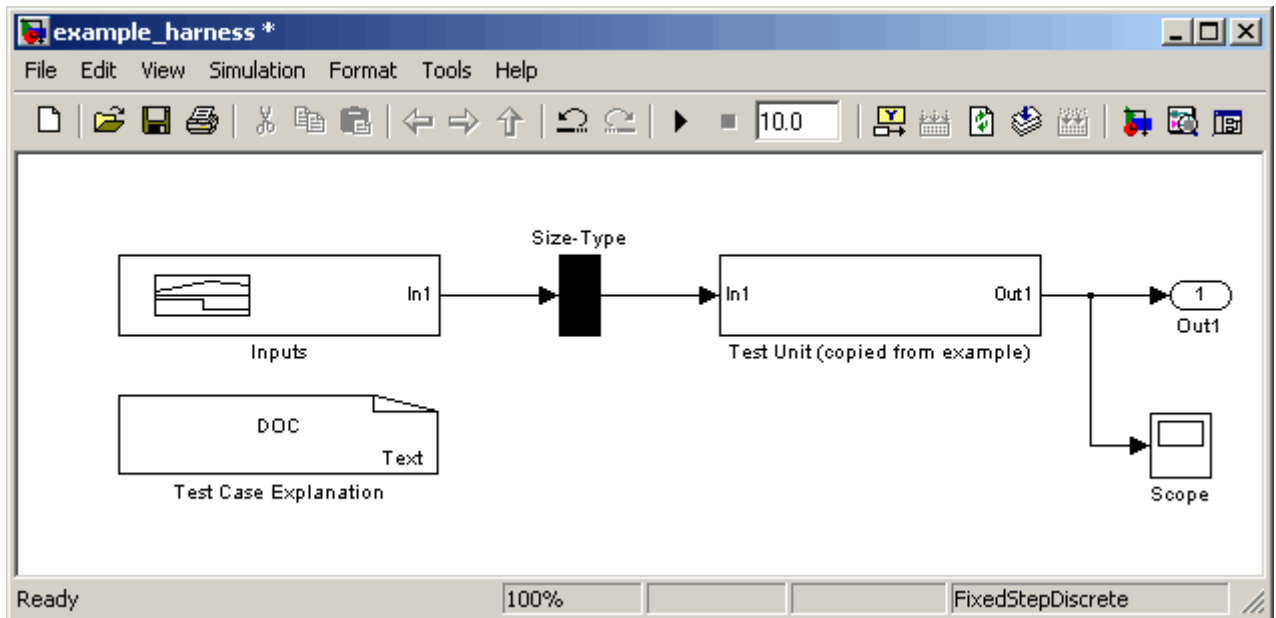 example_harness *
File Edit View Simulation Format Tools Help
10.0
Y
Size-Type
In1
In1
Out1
1
Inputs
Test Unit (copied from example)
Out1
DOC
Text
Test Case Explanation
Scope
Ready
100%
FixedStepDiscrete